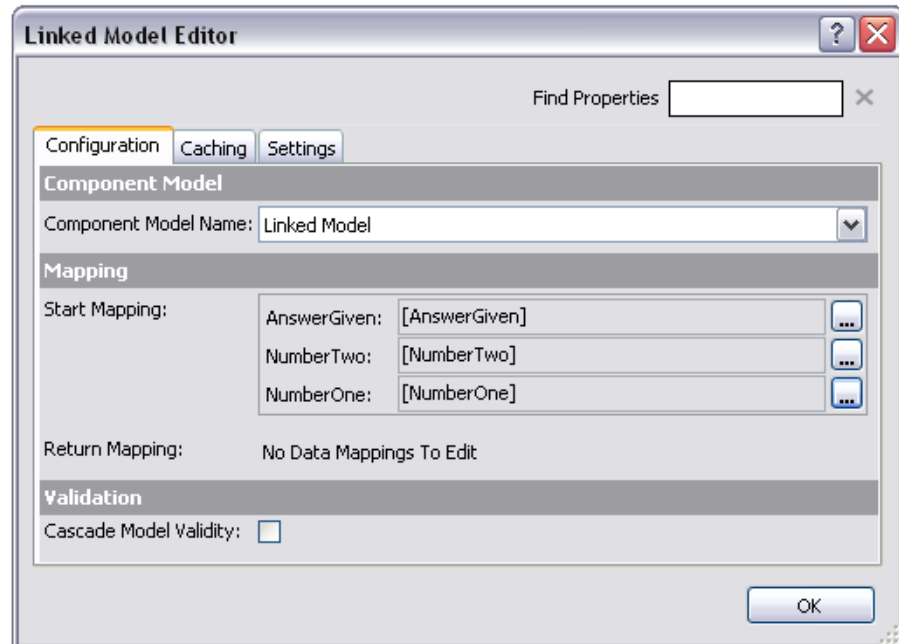 Linked Model Editor
Find Properties
Configuration Caching Settings
Component Model
Component Model Name: Linked Model
Mapping
Start Mapping: AnswerGiven: [AnswerGiven] ...
NumberTwo: [NumberTwo] ...
NumberOne: [NumberOne] ...
Return Mapping: No Data Mappings To Edit
Validation
Cascade Model Validity:
OK